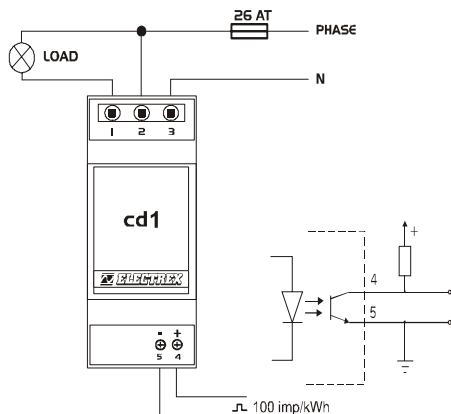 26 AT
PHASE
LOAD
N
1 2 3
cd1
ELECTREX
- +
5 4
100 imp/kWh
+
4
5